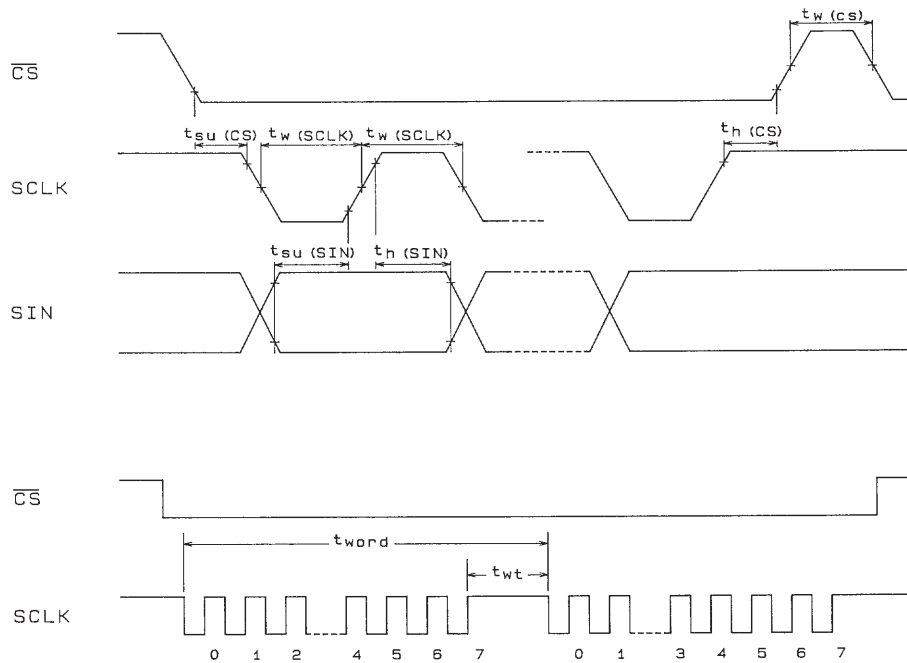 tw (CS)
CS
tsu (CS) tw (SCLK) tw (SCLK) th (CS)
SCLK
tsu (SIN) th (SIN)
SIN
CS
tword
twt
SCLK
0 1 2 4 5 6 7 0 1 3 4 5 6 7